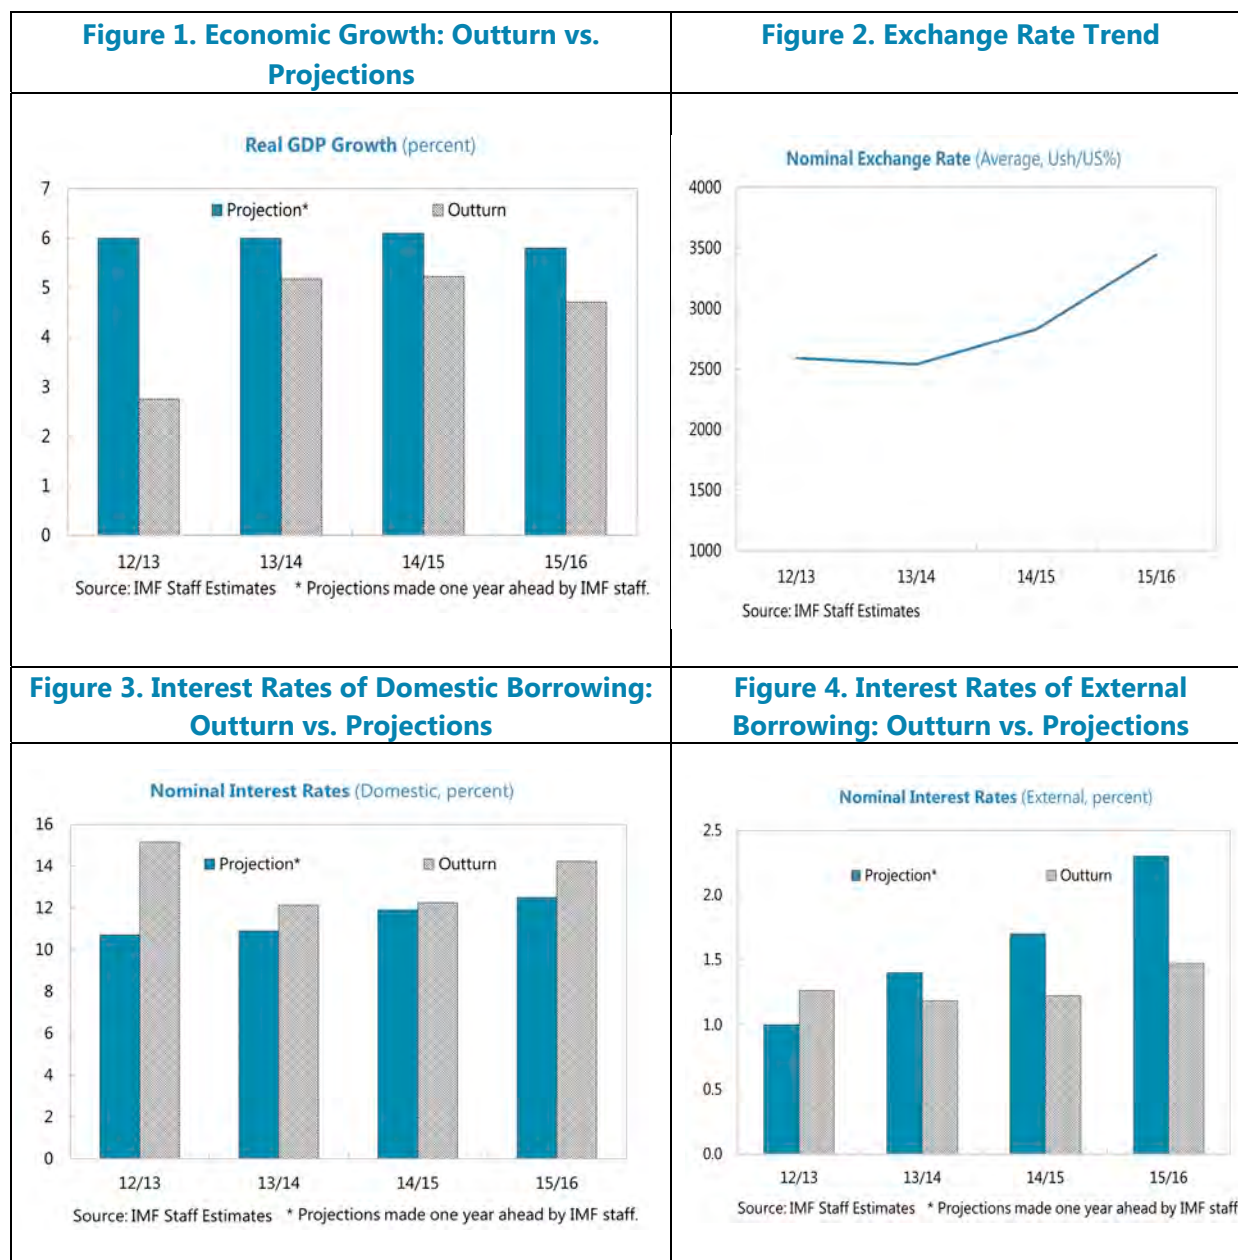 Figure 1. Economic Growth: Outturn vs.
Projections
Figure 2. Exchange Rate Trend
Real GDP Growth (percent)
7
6
5
4
3
2
1
0
Projection*
Outturn
12/13
13/14
14/15
15/16
Source: IMF Staff Estimates * Projections made one year ahead by IMF staff.
Nominal Exchange Rate (Average, Ush/US%)
4000
3500
3000
2500
2000
1500
1000
12/13
13/14
14/15
15/16
Source: IMF Staff Estimates
Figure 3. Interest Rates of Domestic Borrowing:
Outturn vs. Projections
Figure 4. Interest Rates of External
Borrowing: Outturn vs. Projections
Nominal Interest Rates (Domestic, percent)
16
14
12
10
8
6
4
2
0
Projection*
Outturn
12/13
13/14
14/15
15/16
Source: IMF Staff Estimates * Projections made one year ahead by IMF staff.
Nominal Interest Rates (External, percent)
2.5
2.0
1.5
1.0
0.5
0.0
Projection*
Outturn
12/13
13/14
14/15
15/16
Source: IMF Staff Estimates * Projections made one year ahead by IMF staff